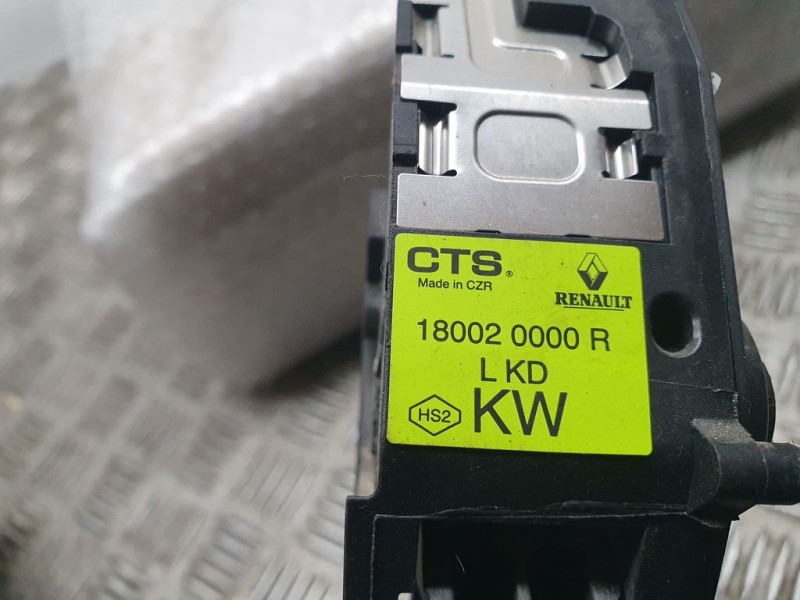 CTS®
Made in CZR
RENAULT
18002 0000 R
L KD
HS2
KW